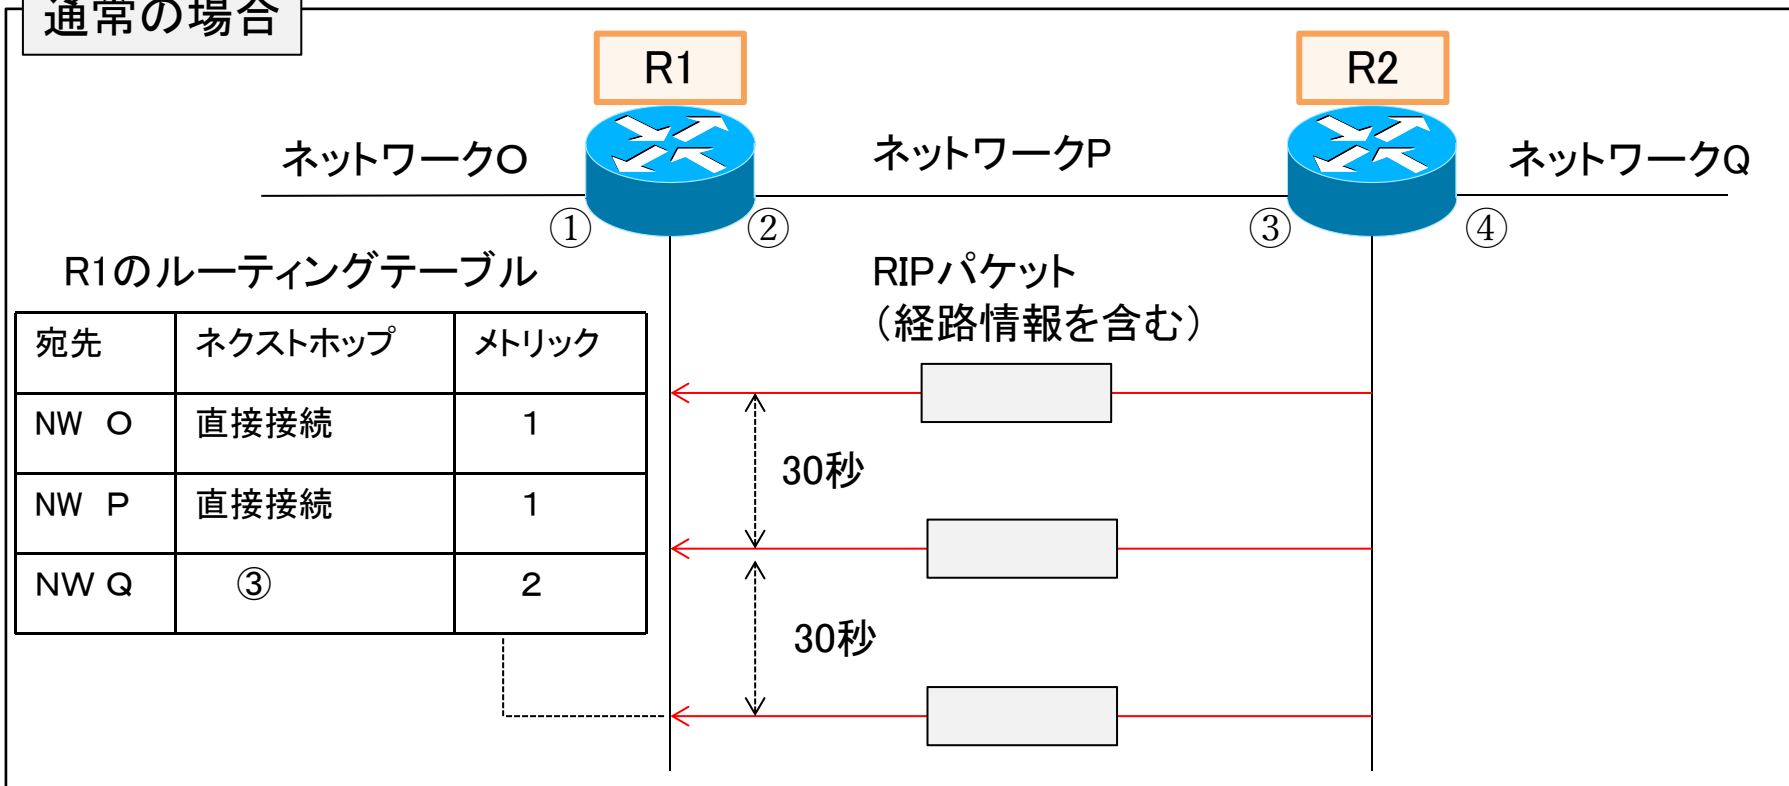 通常の場合
R1
R2
ネットワークO
ネットワークP
ネットワークQ
① ② ③ ④
R1のルーティングテーブル
RIPパケット
（経路情報を含む）
宛先 ネクストホップ メトリック
NW O 直接接続 1
NW P 直接接続 1
NW Q ③ 2
30秒
30秒